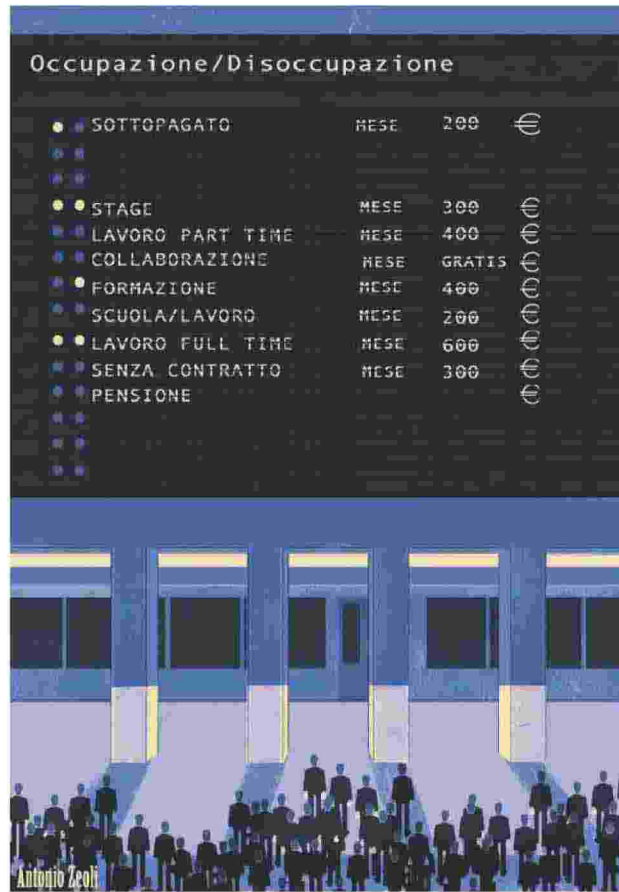 Occupazione/Disoccupazione
SOTTOPAGATO MESE 200 €
STAGE MESE 300 €
LAVORO PART TIME MESE 400 €
COLLABORAZIONE MESE GRATIS €
FORMAZIONE MESE 400 €
SCUOLA/LAVORO MESE 200 €
LAVORO FULL TIME MESE 600 €
SENZA CONTRATTO MESE 300 €
PENSIONE €
Antonio Zeoli